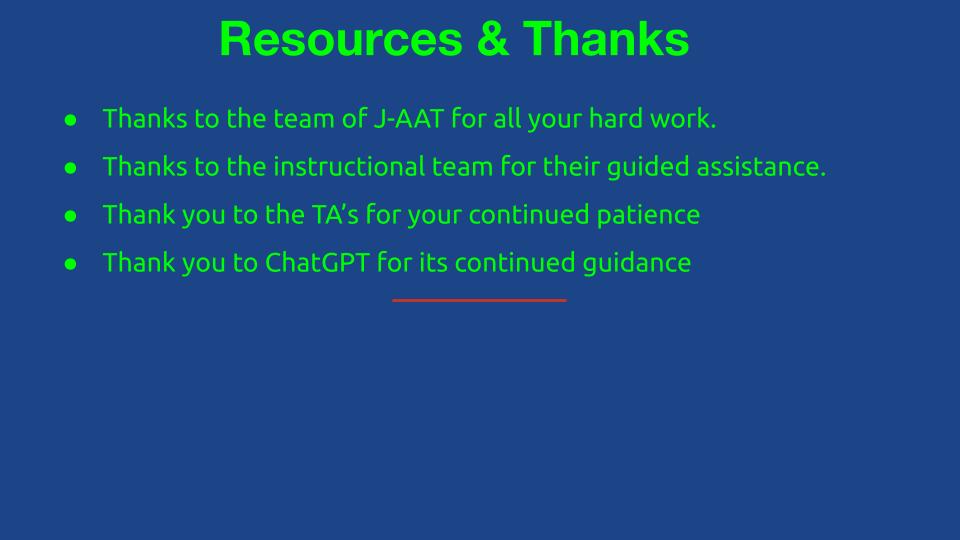 Resources & Thanks
● Thanks to the team of J-AAT for all your hard work.
● Thanks to the instructional team for their guided assistance.
● Thank you to the TA’s for your continued patience
● Thank you to ChatGPT for its continued guidance